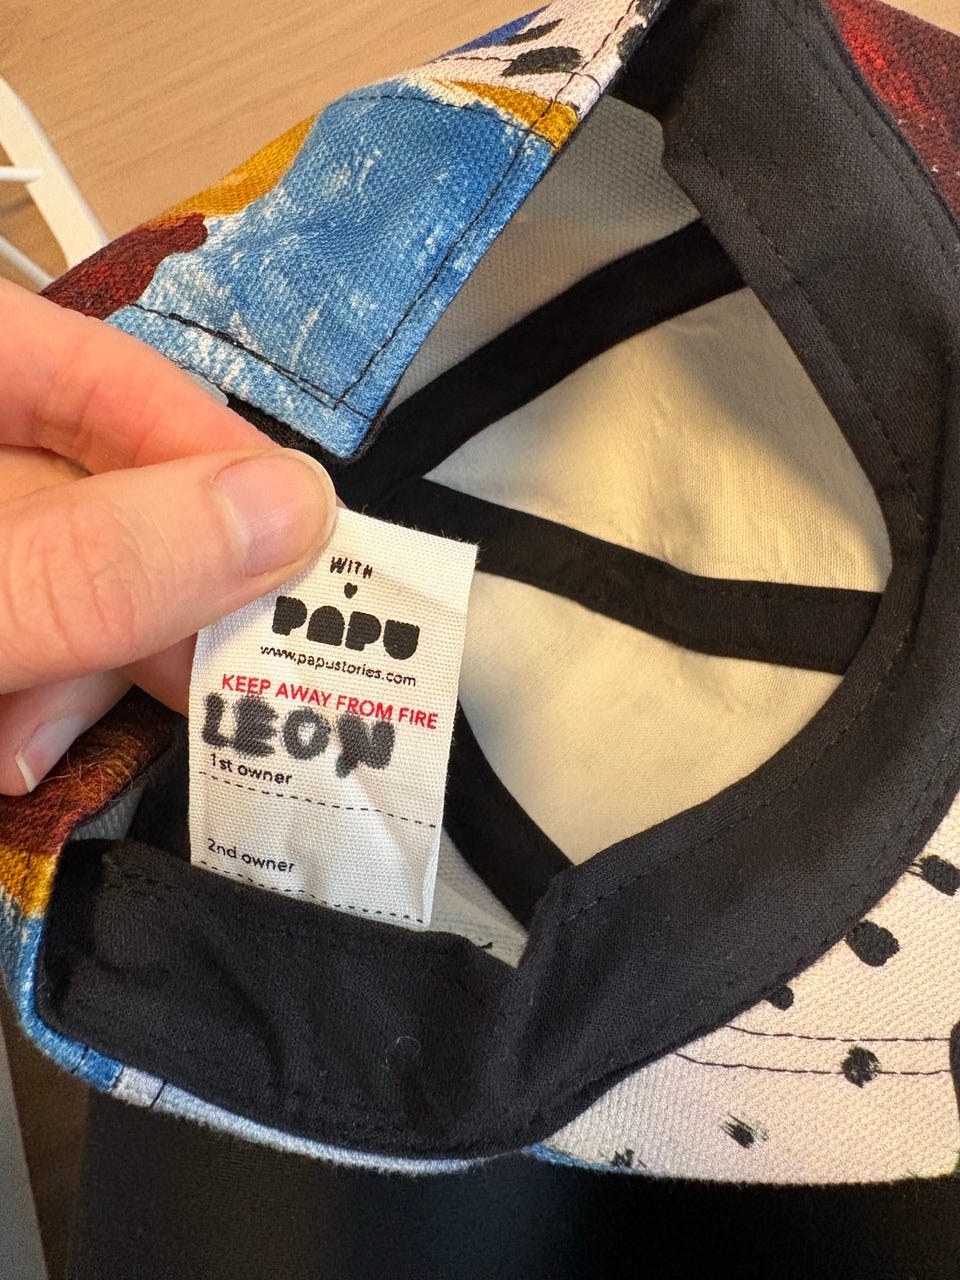 WITH
PAPU
www.papustories.com
KEEP AWAY FROM FIRE
LEON
1st owner
2nd owner